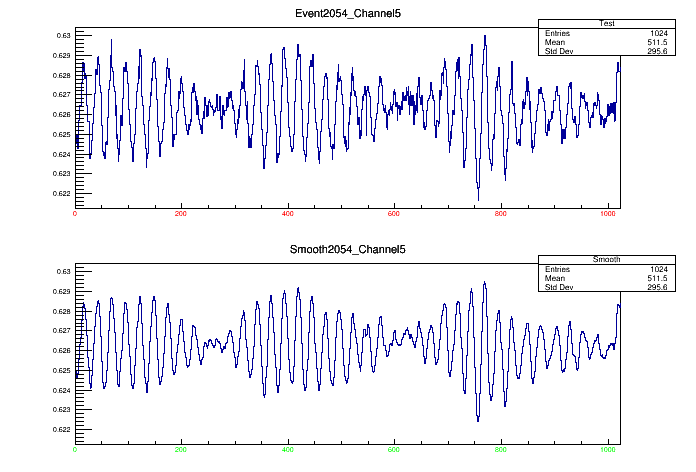 Event2054_Channel5
Test
Entries 1024
Mean 511.5
Std Dev 295.6
0.63
0.629
0.628
0.627
0.626
0.625
0.624
0.623
0.622
0 200 400 600 800 1000
Smooth2054_Channel5
Smooth
Entries 1024
Mean 511.5
Std Dev 295.6
0.63
0.629
0.628
0.627
0.626
0.625
0.624
0.623
0.622
0 200 400 600 800 1000